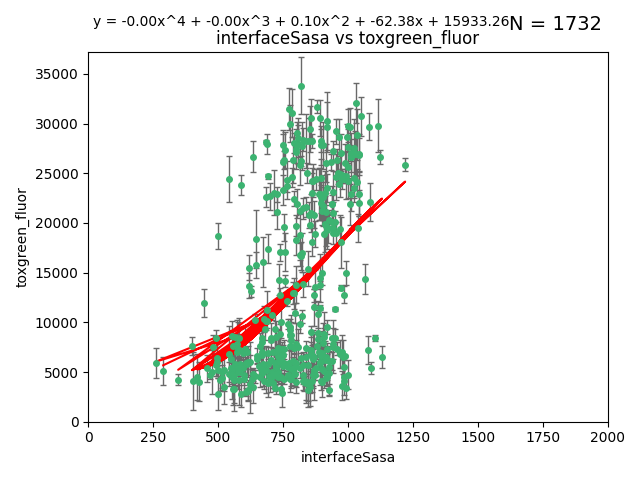 y = -0.00x^4 + -0.00x^3 + 0.10x^2 + -62.38x + 15933.26
N = 1732
interfaceSasa vs toxgreen_fluor
toxgreen_fluor
35000
30000
25000
20000
15000
10000
5000
0
0 250 500 750 1000 1250 1500 1750 2000
interfaceSasa